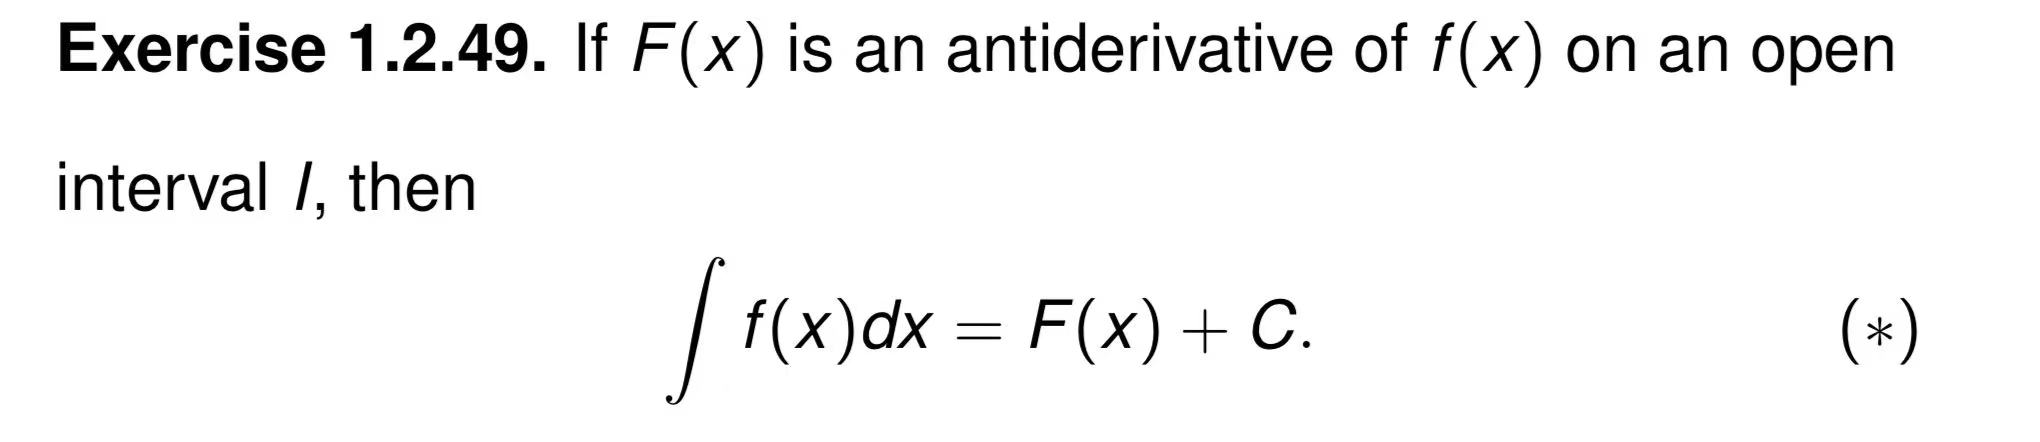 Exercise 1.2.49. If F(x) is an antiderivative of f(x) on an open
interval I, then
∫ f(x)dx = F(x) + C. (∗)